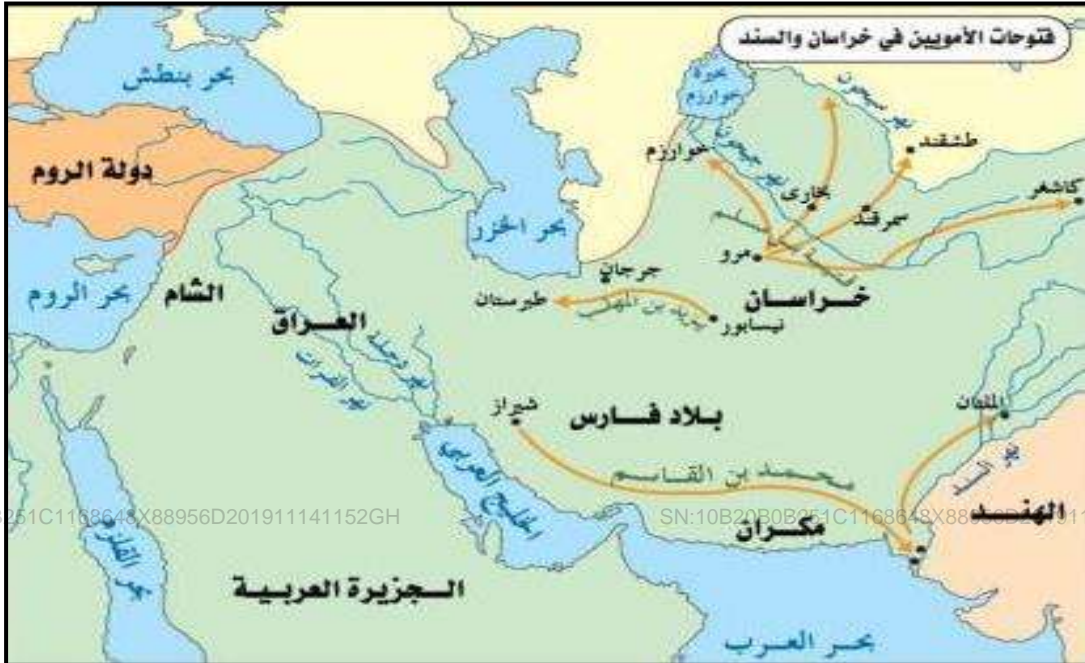 فتوحات الأمويين في خراسان والسند
بحر بنطش
بحيرة
خوارزم
نهر سيحون
طشقند
دولة الروم
خوارزم
نهر جيحون
بخارى
سمرقند
كاشغر
بحر الخزر
مرو
بحر الروم
الشام
جرجان
طبرستان
يزيد بن المهلب
نيسابور
خراسان
العراق
نهر دجلة
نهر الفرات
شيراز
بلاد فارس
الملتان
نهر السند
محمد بن القاسم
الخليج العربي
الهند
مكران
بحر القلزم
الجزيرة العربية
بحر العرب
251C1168648X88956D201911141152GH
SN:10B20B0B251C1168648X88956D2019111